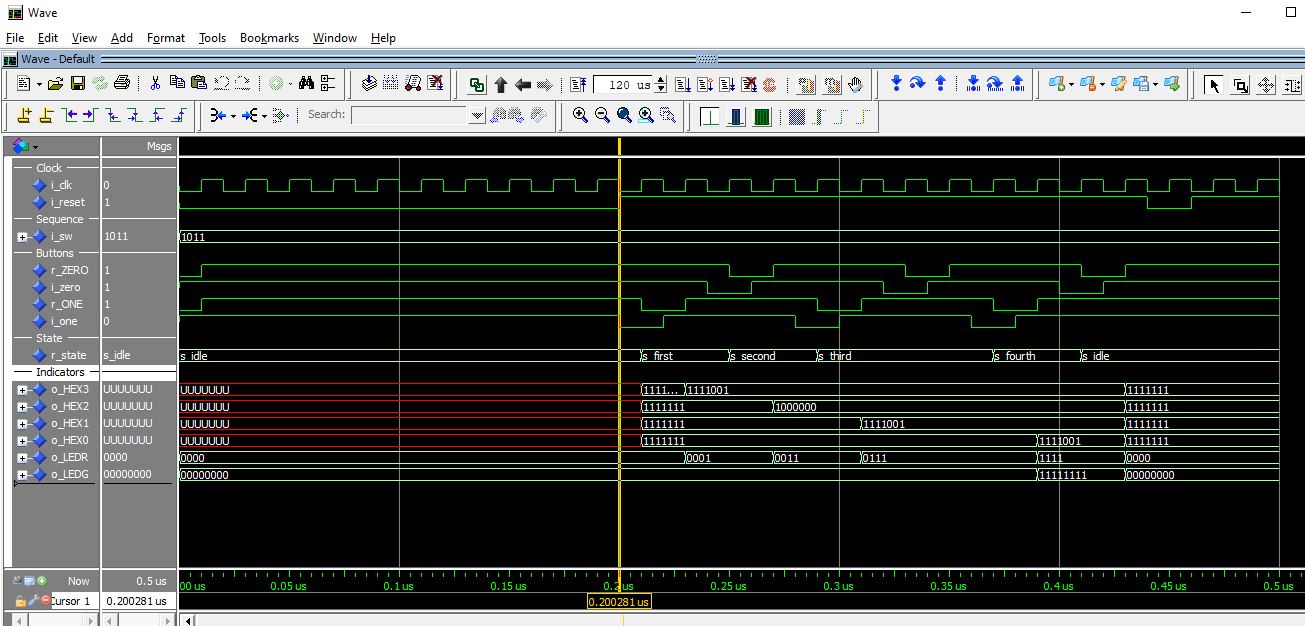 Wave
File Edit View Add Format Tools Bookmarks Window Help
Wave - Default
120 us
Search:
Msgs
Clock
i_clk 0
i_reset 1
Sequence
i_sw 1011 1011
Buttons
r_ZERO 1
i_zero 1
r_ONE 1
i_one 0
State
r_state s_idle s_idle s_first s_second s_third s_fourth s_idle
Indicators
o_HEX3 UUUUUUU UUUUUUU 1111... 1111001 1111111
o_HEX2 UUUUUUU UUUUUUU 1111111 1000000 1111111
o_HEX1 UUUUUUU UUUUUUU 1111111 1111001 1111111
o_HEX0 UUUUUUU UUUUUUU 1111111 1111001 1111111
o_LEDR 0000 0000 0001 0011 0111 1111 0000
o_LEDG 00000000 00000000 11111111 00000000
Now 0.5 us 00 us 0.05 us 0.1 us 0.15 us 0.2 us 0.25 us 0.3 us 0.35 us 0.4 us 0.45 us 0.5 us
Cursor 1 0.200281 us 0.200281 us